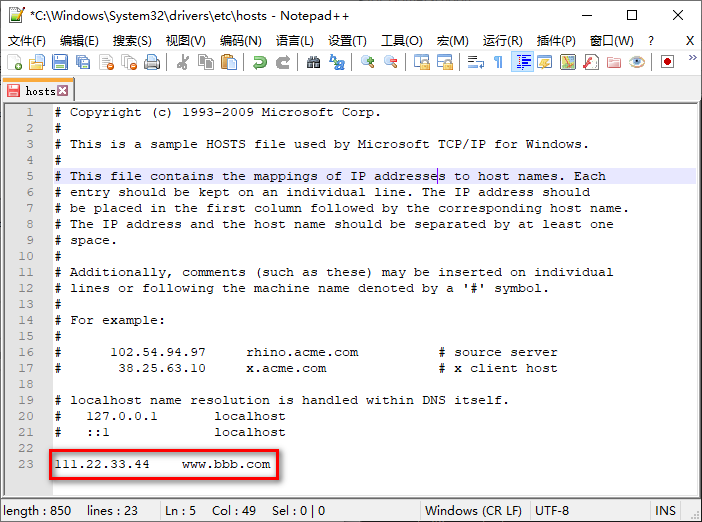 *C:\Windows\System32\drivers\etc\hosts - Notepad++
文件(F) 编辑(E) 搜索(S) 视图(V) 编码(N) 语言(L) 设置(T) 工具(O) 宏(M) 运行(R) 插件(P) 窗口(W) ? X
hosts
1 # Copyright (c) 1993-2009 Microsoft Corp.
2 #
3 # This is a sample HOSTS file used by Microsoft TCP/IP for Windows.
4 #
5 # This file contains the mappings of IP addresses to host names. Each
6 # entry should be kept on an individual line. The IP address should
7 # be placed in the first column followed by the corresponding host name.
8 # The IP address and the host name should be separated by at least one
9 # space.
10 #
11 # Additionally, comments (such as these) may be inserted on individual
12 # lines or following the machine name denoted by a '#' symbol.
13 #
14 # For example:
15 #
16 # 102.54.94.97 rhino.acme.com # source server
17 # 38.25.63.10 x.acme.com # x client host
18
19 # localhost name resolution is handled within DNS itself.
20 # 127.0.0.1 localhost
21 # ::1 localhost
22
23 111.22.33.44 www.bbb.com
length : 850 lines : 23 Ln : 5 Col : 49 Sel : 0 | 0 Windows (CR LF) UTF-8 INS